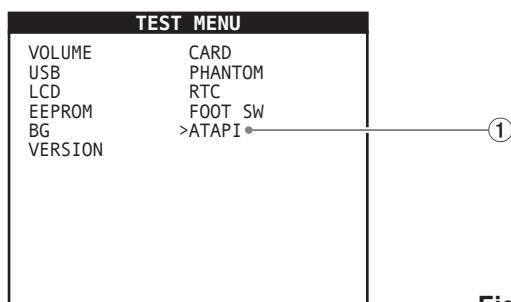 TEST MENU
VOLUME CARD
USB PHANTOM
LCD RTC
EEPROM FOOT SW
BG >ATAPI 1
VERSION